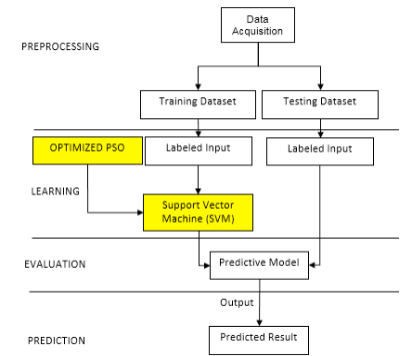 Data
Acquisition
PREPROCESSING
Training Dataset
Testing Dataset
OPTIMIZED PSO
Labeled Input
Labeled Input
LEARNING
Support Vector
Machine (SVM)
EVALUATION
Predictive Model
Output
PREDICTION
Predicted Result